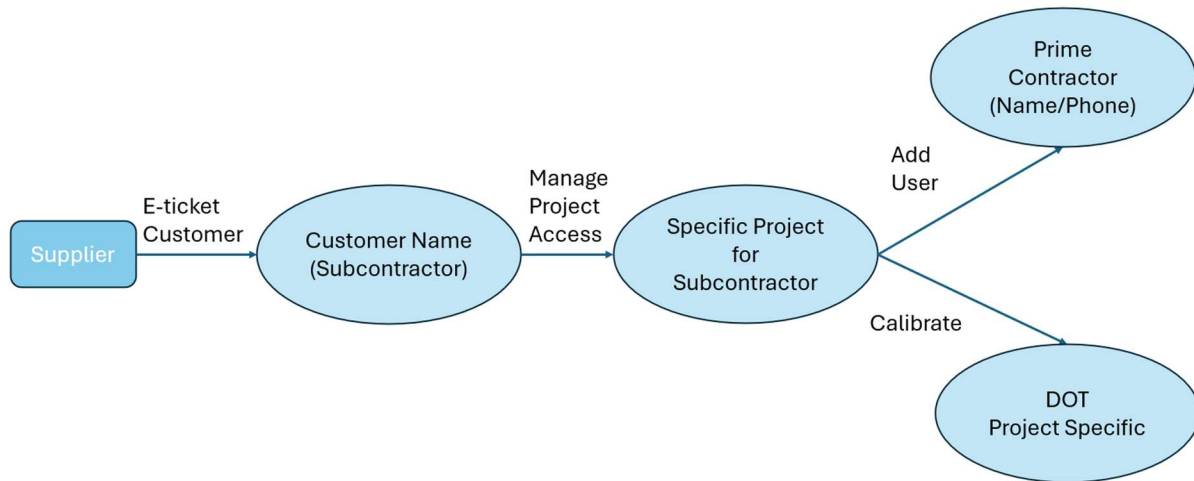 Supplier
E-ticket
Customer
Customer Name
(Subcontractor)
Manage
Project
Access
Specific Project
for
Subcontractor
Add
User
Prime
Contractor
(Name/Phone)
Calibrate
DOT
Project Specific